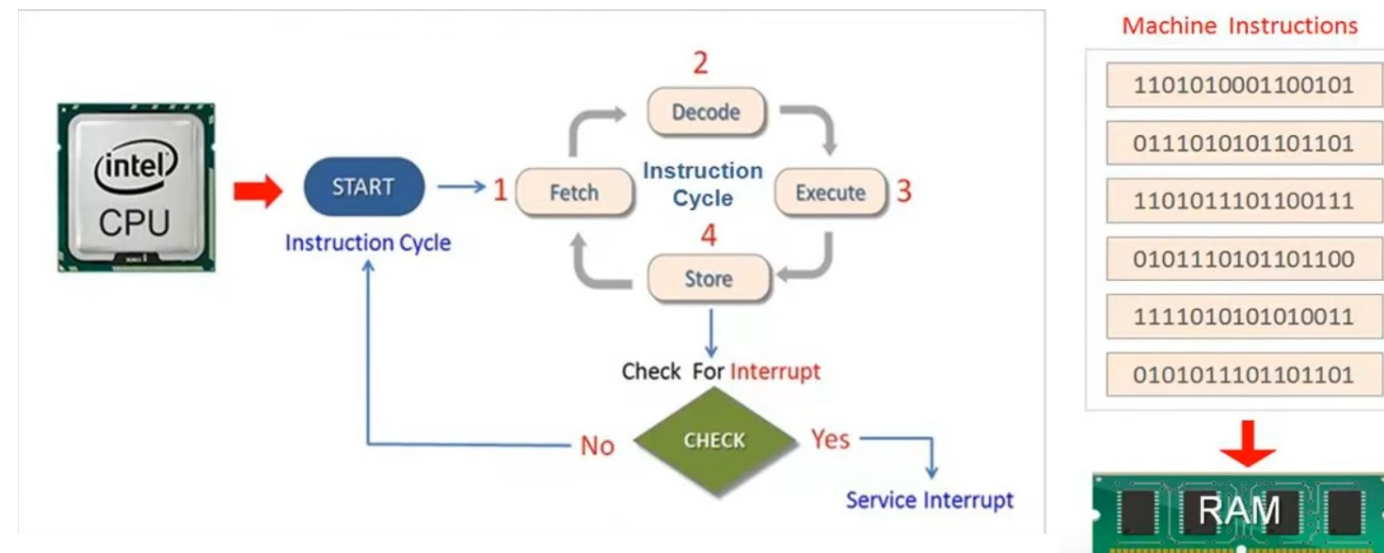 Machine Instructions
2
1101010001100101
Decode
intel
CPU
START
1
Fetch
Instruction
Cycle
Execute
3
0111010101101101
1101011101100111
Instruction Cycle
4
Store
0101110101101100
1111010101010011
Check For Interrupt
0101011101101101
No
CHECK
Yes
Service Interrupt
RAM